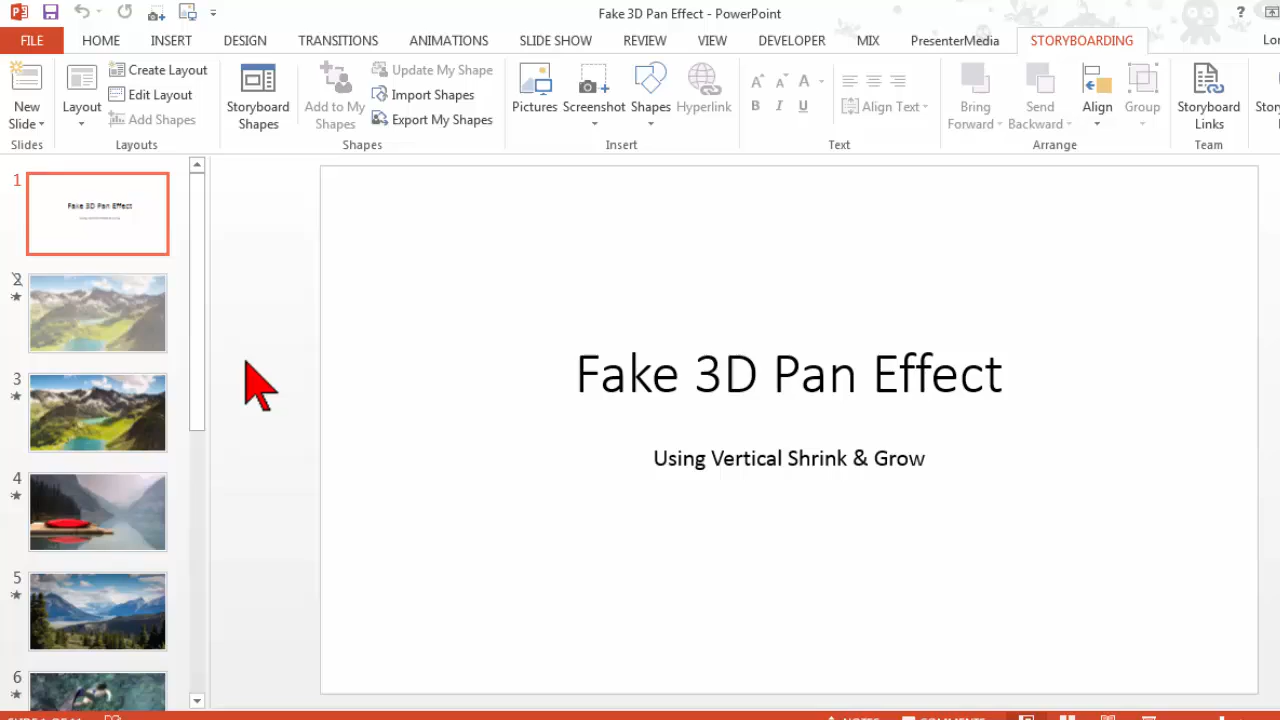 Fake 3D Pan Effect - PowerPoint
FILE HOME INSERT DESIGN TRANSITIONS ANIMATIONS SLIDE SHOW REVIEW VIEW DEVELOPER MIX PresenterMedia STORYBOARDING
New Slide
Layout
Create Layout
Edit Layout
Add Shapes
Storyboard Shapes
Add to My Shapes
Update My Shape
Import Shapes
Export My Shapes
Pictures
Screenshot
Shapes
Hyperlink
A A A
B I U
Align Text
Bring Forward
Send Backward
Align
Group
Storyboard Links
Slides Layouts Shapes Insert Text Arrange Team
1
Fake 3D Pan Effect
2
3
4
5
6
Fake 3D Pan Effect
Using Vertical Shrink & Grow